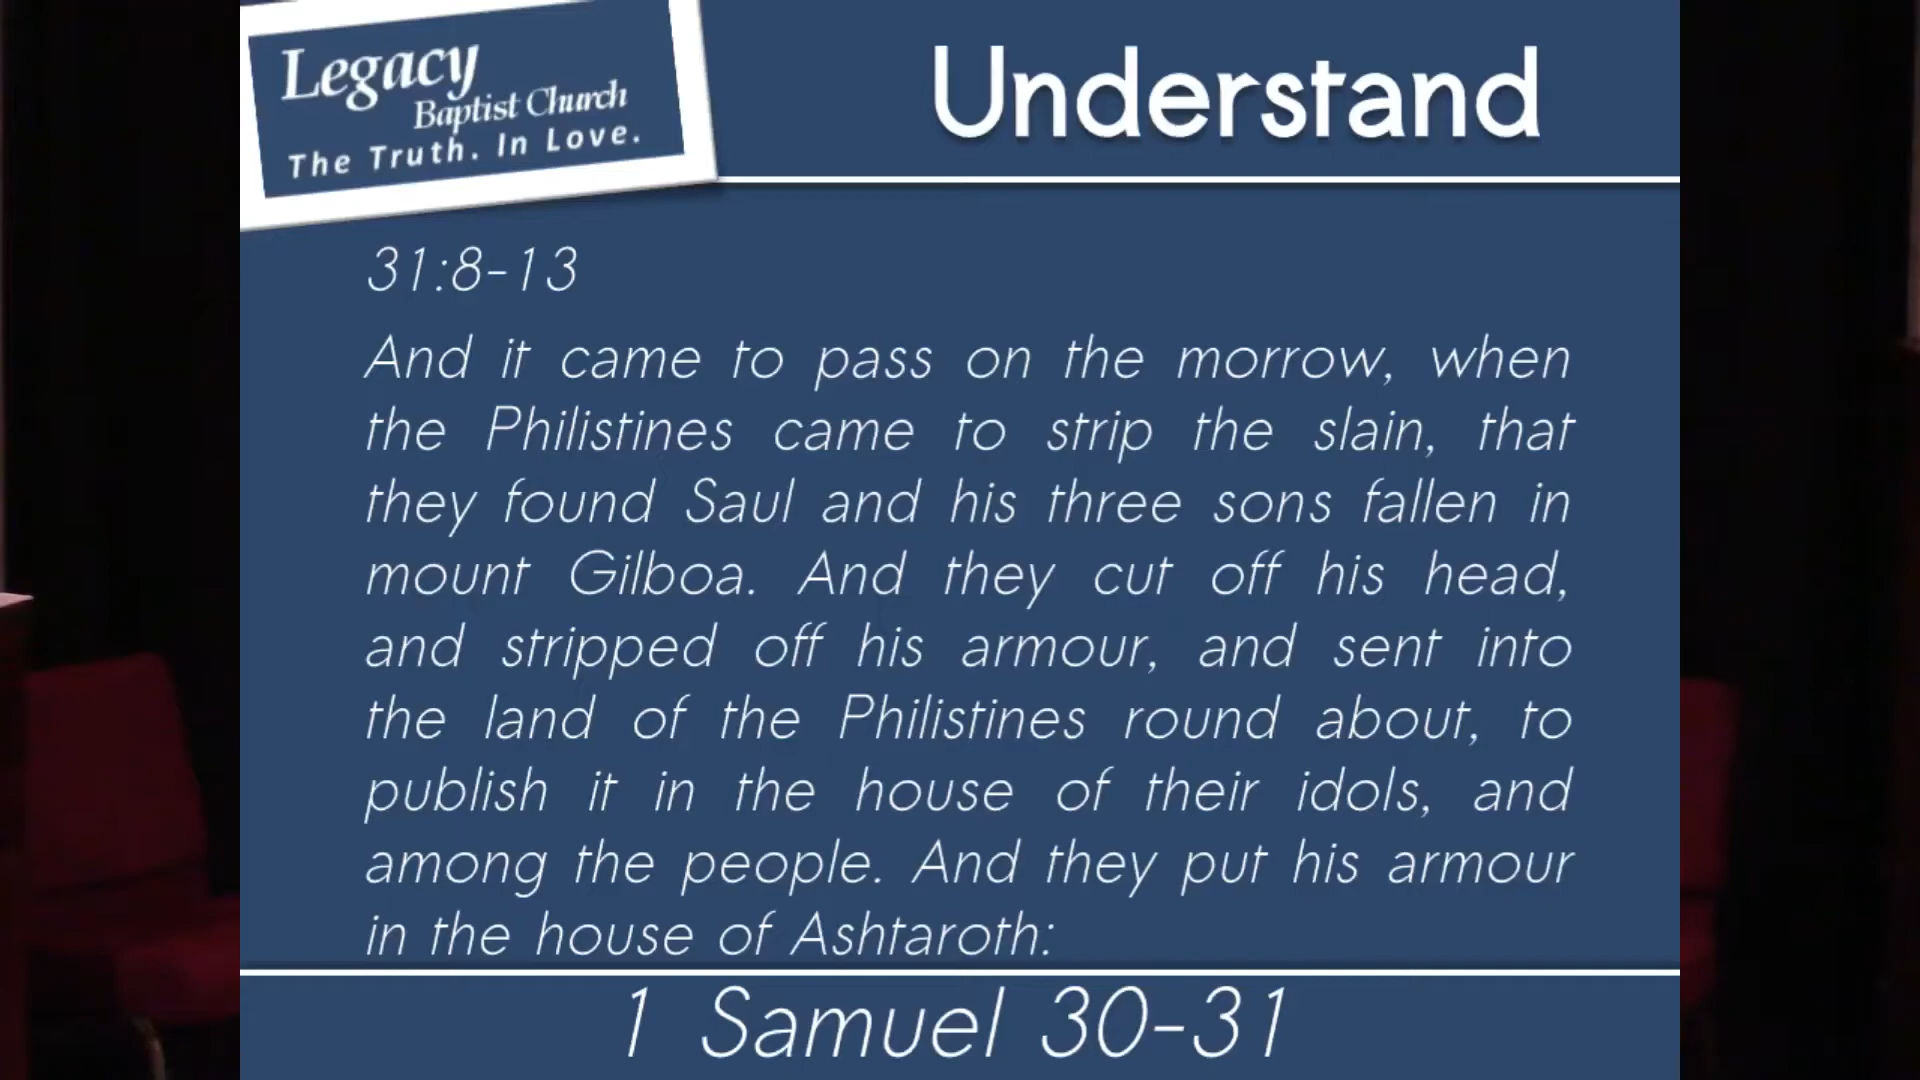 Legacy
Baptist Church
The Truth. In Love.
Understand
31:8-13
And it came to pass on the morrow, when
the Philistines came to strip the slain, that
they found Saul and his three sons fallen in
mount Gilboa. And they cut off his head,
and stripped off his armour, and sent into
the land of the Philistines round about, to
publish it in the house of their idols, and
among the people. And they put his armour
in the house of Ashtaroth:
1 Samuel 30-31